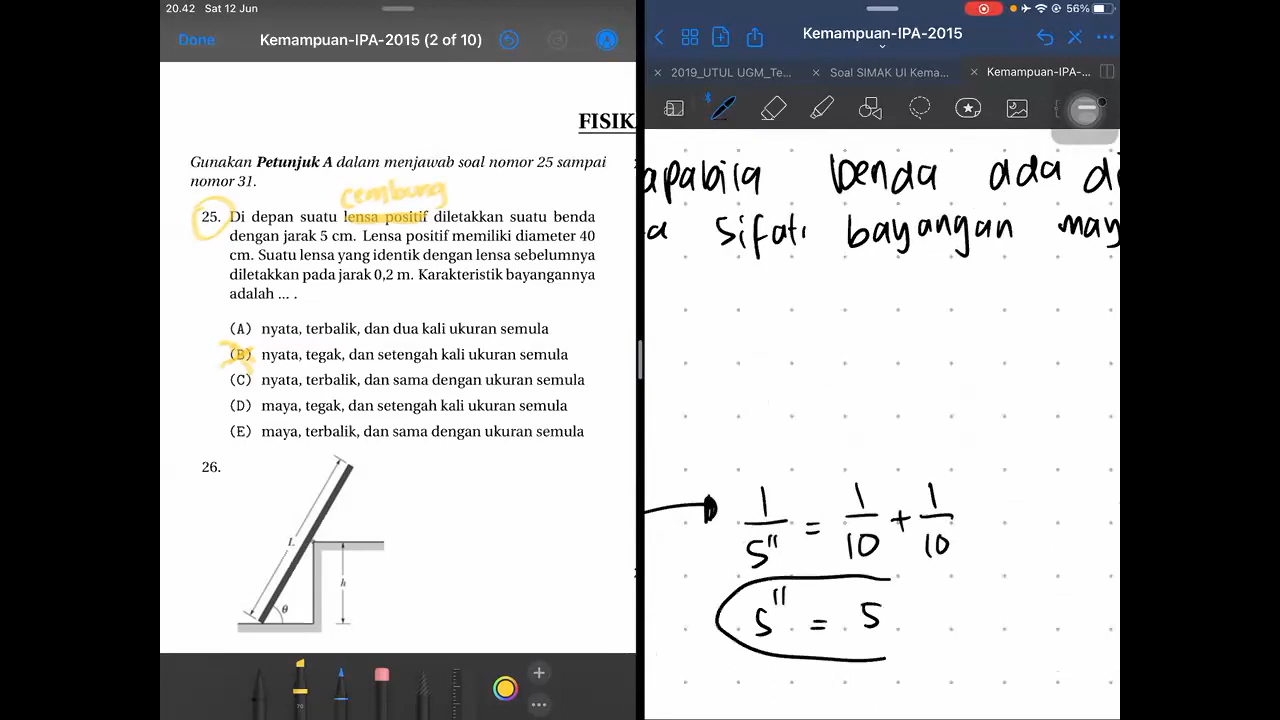 20.42 Sat 12 Jun
56%
Done
Kemampuan-IPA-2015 (2 of 10)
Kemampuan-IPA-2015
2019_UTUL UGM_Te...
Soal SIMAK UI Kema...
Kemampuan-IPA-...
FISIK
Gunakan Petunjuk A dalam menjawab soal nomor 25 sampai
nomor 31.
cembung
25. Di depan suatu lensa positif diletakkan suatu benda
dengan jarak 5 cm. Lensa positif memiliki diameter 40
cm. Suatu lensa yang identik dengan lensa sebelumnya
diletakkan pada jarak 0,2 m. Karakteristik bayangannya
adalah ... .
(A) nyata, terbalik, dan dua kali ukuran semula
(B) nyata, tegak, dan setengah kali ukuran semula
(C) nyata, terbalik, dan sama dengan ukuran semula
(D) maya, tegak, dan setengah kali ukuran semula
(E) maya, terbalik, dan sama dengan ukuran semula
26.
L
h
θ
apabila benda ada di
a sifat bayangan may
1/s" = 1/10 + 1/10
s" = 5